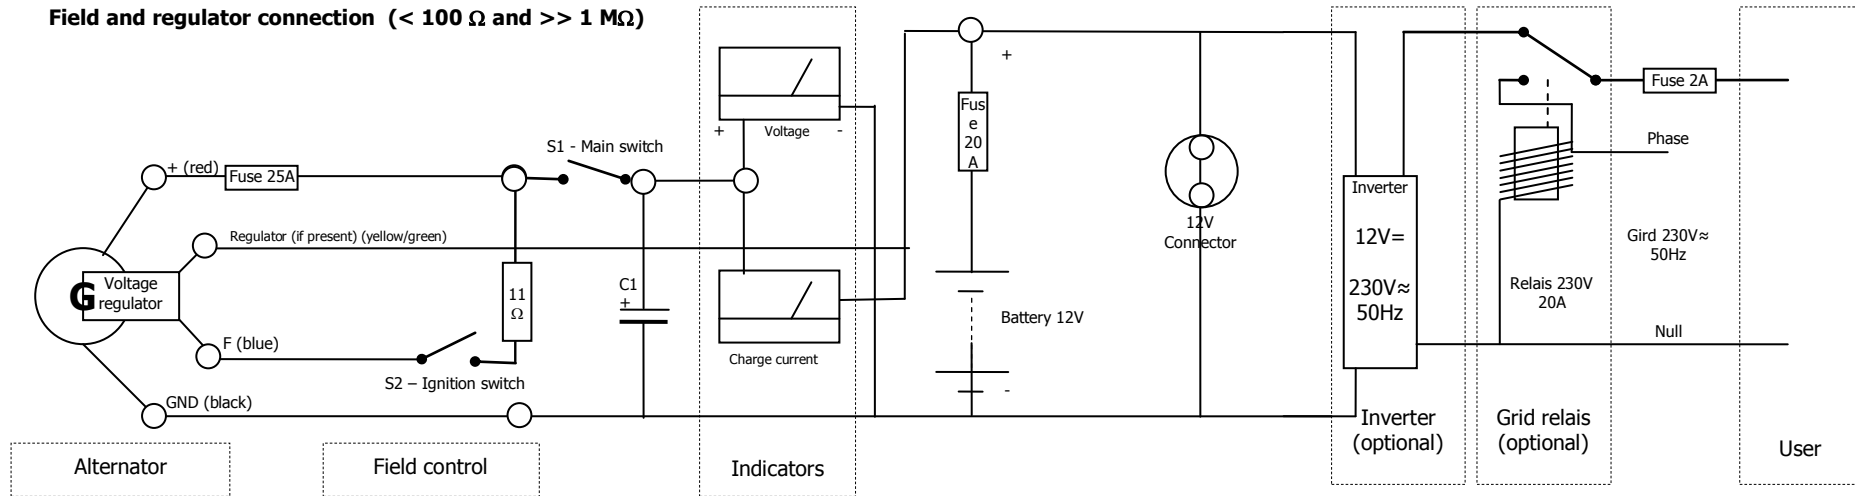 Field and regulator connection (< 100 Ω and >> 1 MΩ)
+ (red)
Fuse 25A
S1 - Main switch
+
Voltage
-
Regulator (if present) (yellow/green)
G
Voltage
regulator
11
Ω
C1
+
F (blue)
S2 – Ignition switch
Charge current
GND (black)
+
Fus
e
20
A
Battery 12V
-
12V
Connector
Inverter
12V=
230V≈
50Hz
Fuse 2A
Phase
Gird 230V≈
50Hz
Relais 230V
20A
Null
Alternator
Field control
Indicators
Inverter
(optional)
Grid relais
(optional)
User